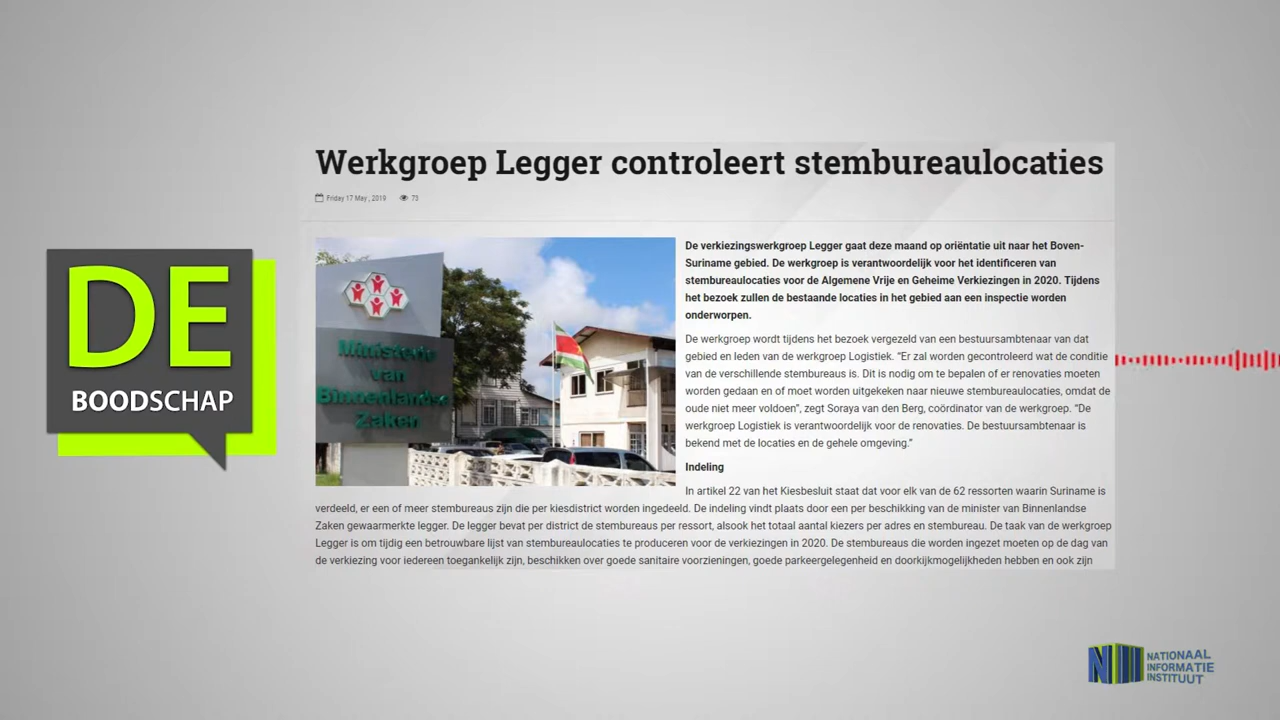 Werkgroep Legger controleert stembureaulocaties
Friday 17 May , 2019 73
DE
BOODSCHAP
Ministerie
van
Binnenlandse
Zaken
De verkiezingswerkgroep Legger gaat deze maand op oriëntatie uit naar het Boven-
Suriname gebied. De werkgroep is verantwoordelijk voor het identificeren van
stembureaulocaties voor de Algemene Vrije en Geheime Verkiezingen in 2020. Tijdens
het bezoek zullen de bestaande locaties in het gebied aan een inspectie worden
onderworpen.
De werkgroep wordt tijdens het bezoek vergezeld van een bestuursambtenaar van dat
gebied en leden van de werkgroep Logistiek. “Er zal worden gecontroleerd wat de conditie
van de verschillende stembureaus is. Dit is nodig om te bepalen of er renovaties moeten
worden gedaan en of moet worden uitgekeken naar nieuwe stembureaulocaties, omdat de
oude niet meer voldoen”, zegt Soraya van den Berg, coördinator van de werkgroep. “De
werkgroep Logistiek is verantwoordelijk voor de renovaties. De bestuursambtenaar is
bekend met de locaties en de gehele omgeving.”
Indeling
In artikel 22 van het Kiesbesluit staat dat voor elk van de 62 ressorten waarin Suriname is
verdeeld, er een of meer stembureaus zijn die per kiesdistrict worden ingedeeld. De indeling vindt plaats door een per beschikking van de minister van Binnenlandse
Zaken gewaarmerkte legger. De legger bevat per district de stembureaus per ressort, alsook het totaal aantal kiezers per adres en stembureau. De taak van de werkgroep
Legger is om tijdig een betrouwbare lijst van stembureaulocaties te produceren voor de verkiezingen in 2020. De stembureaus die worden ingezet moeten op de dag van
de verkiezing voor iedereen toegankelijk zijn, beschikken over goede sanitaire voorzieningen, goede parkeergelegenheid en doorkijkmogelijkheden hebben en ook zijn
NII NATIONAAL
INFORMATIE
INSTITUUT